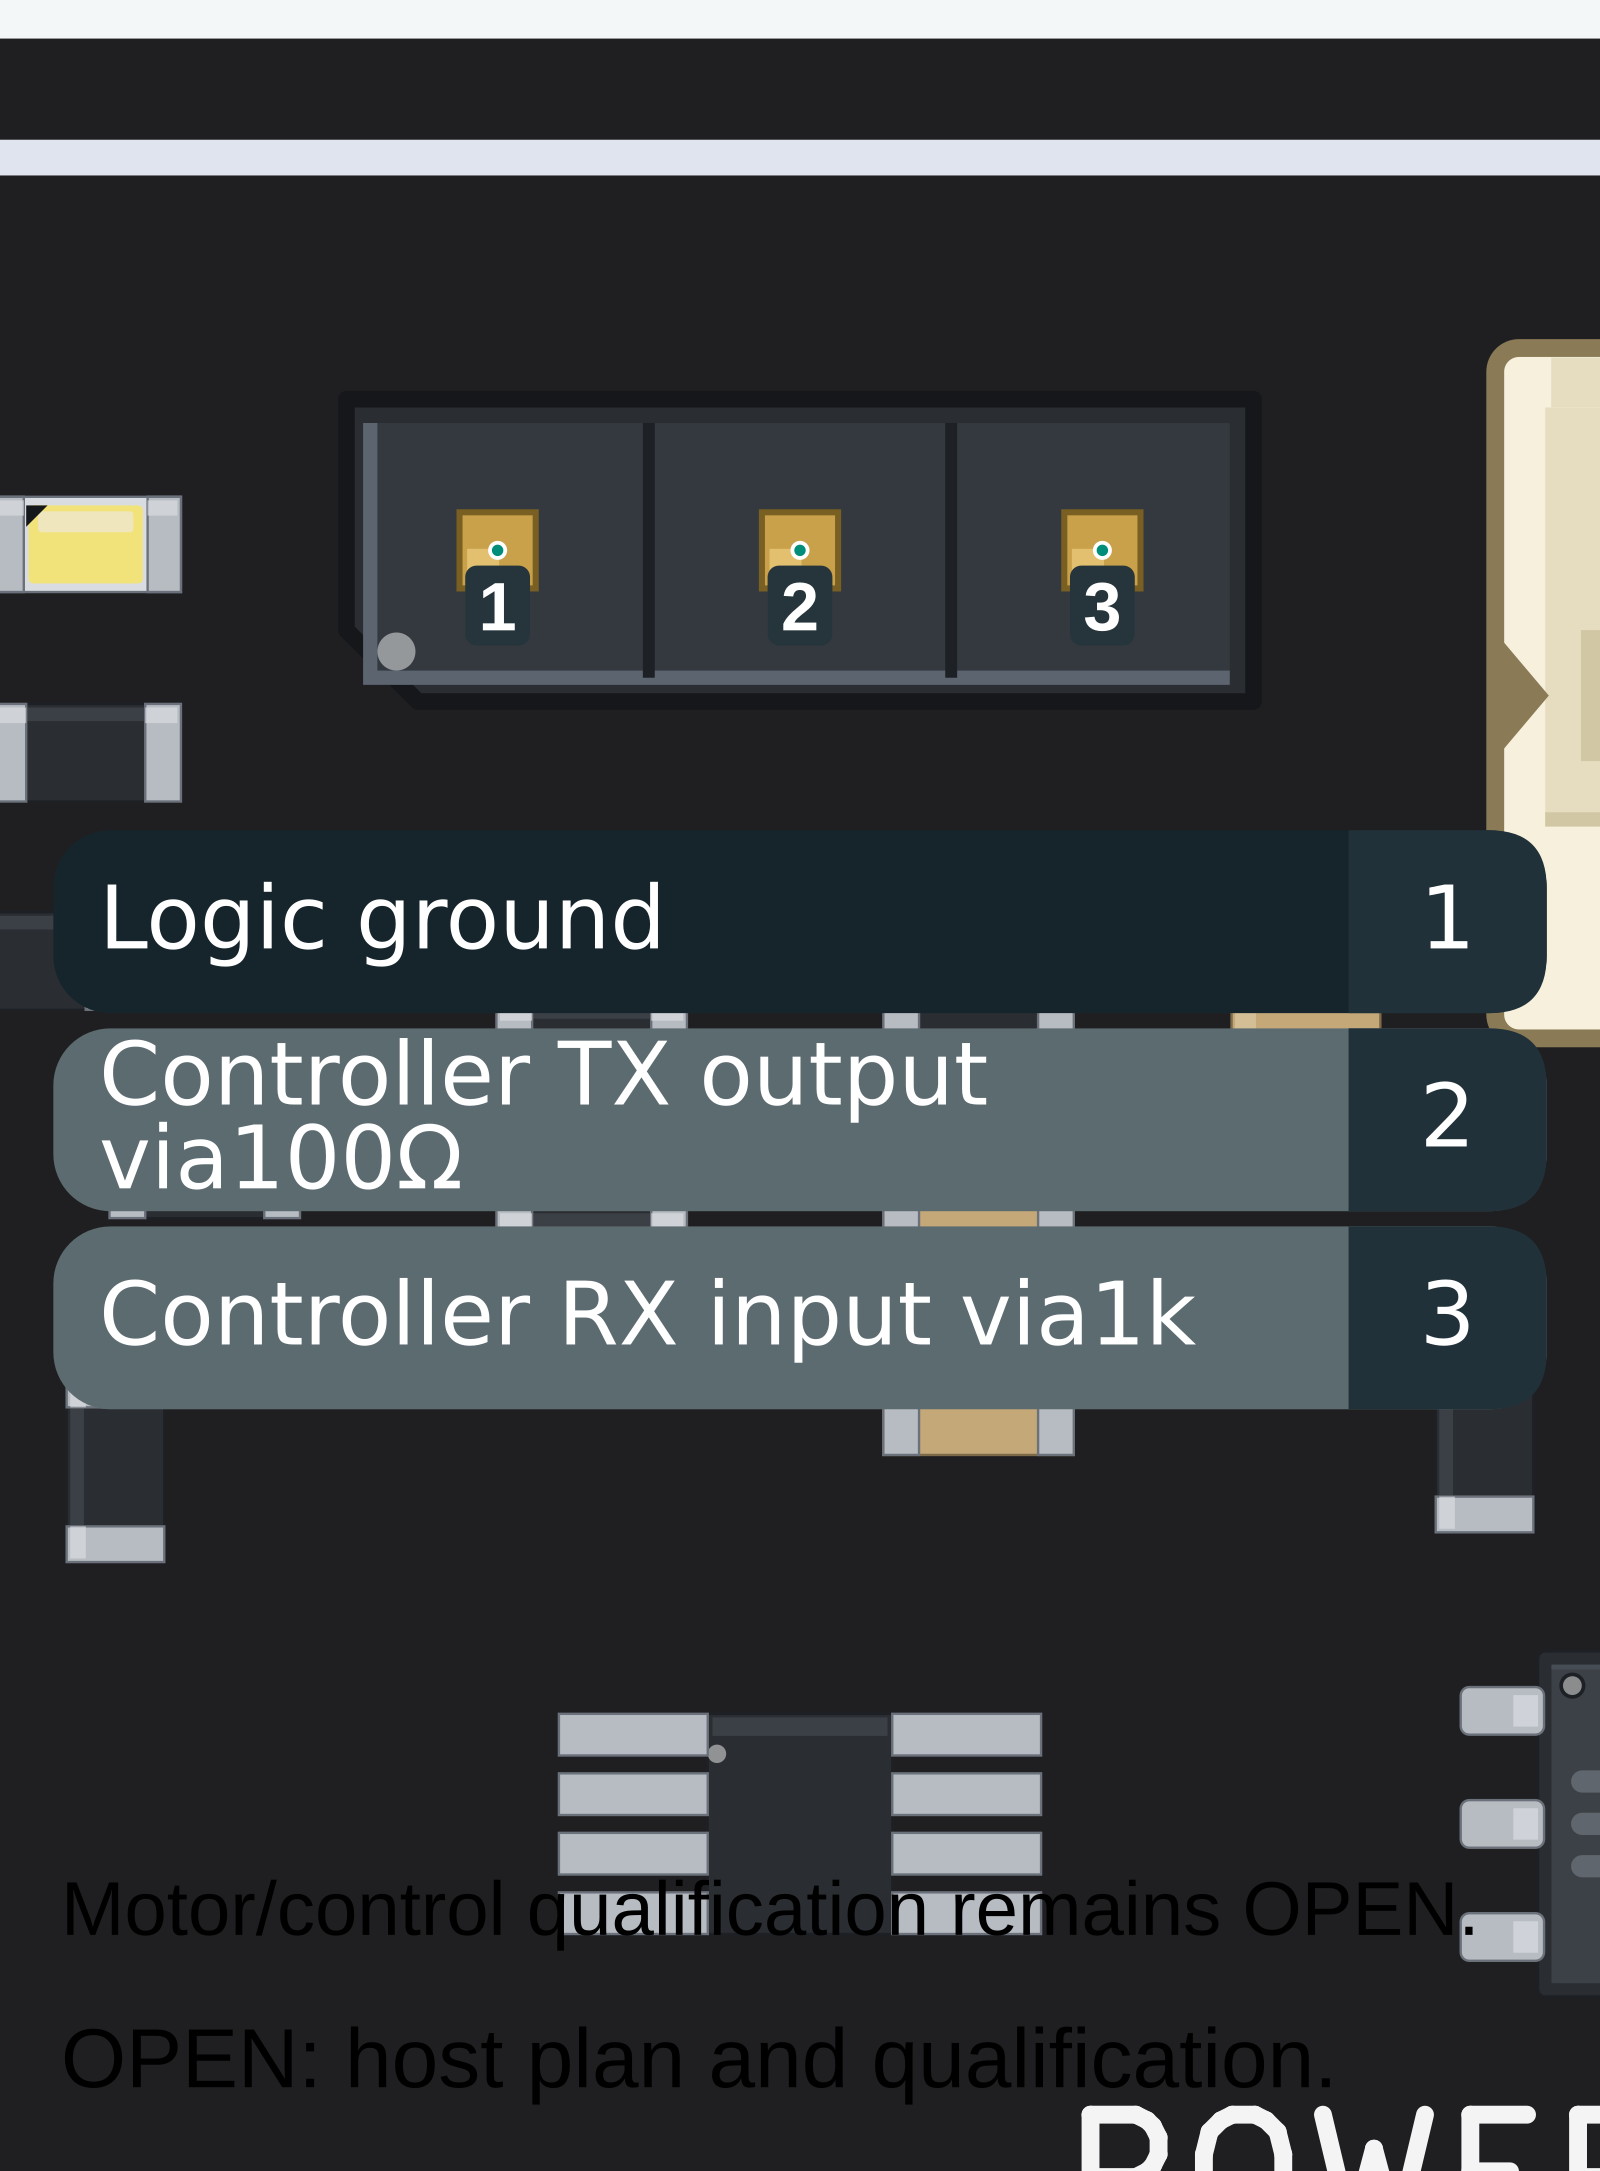 1 2 3
Logic ground 1
Controller TX output
via100Ω 2
Controller RX input via1k 3
Motor/control qualification remains OPEN.
OPEN: host plan and qualification.